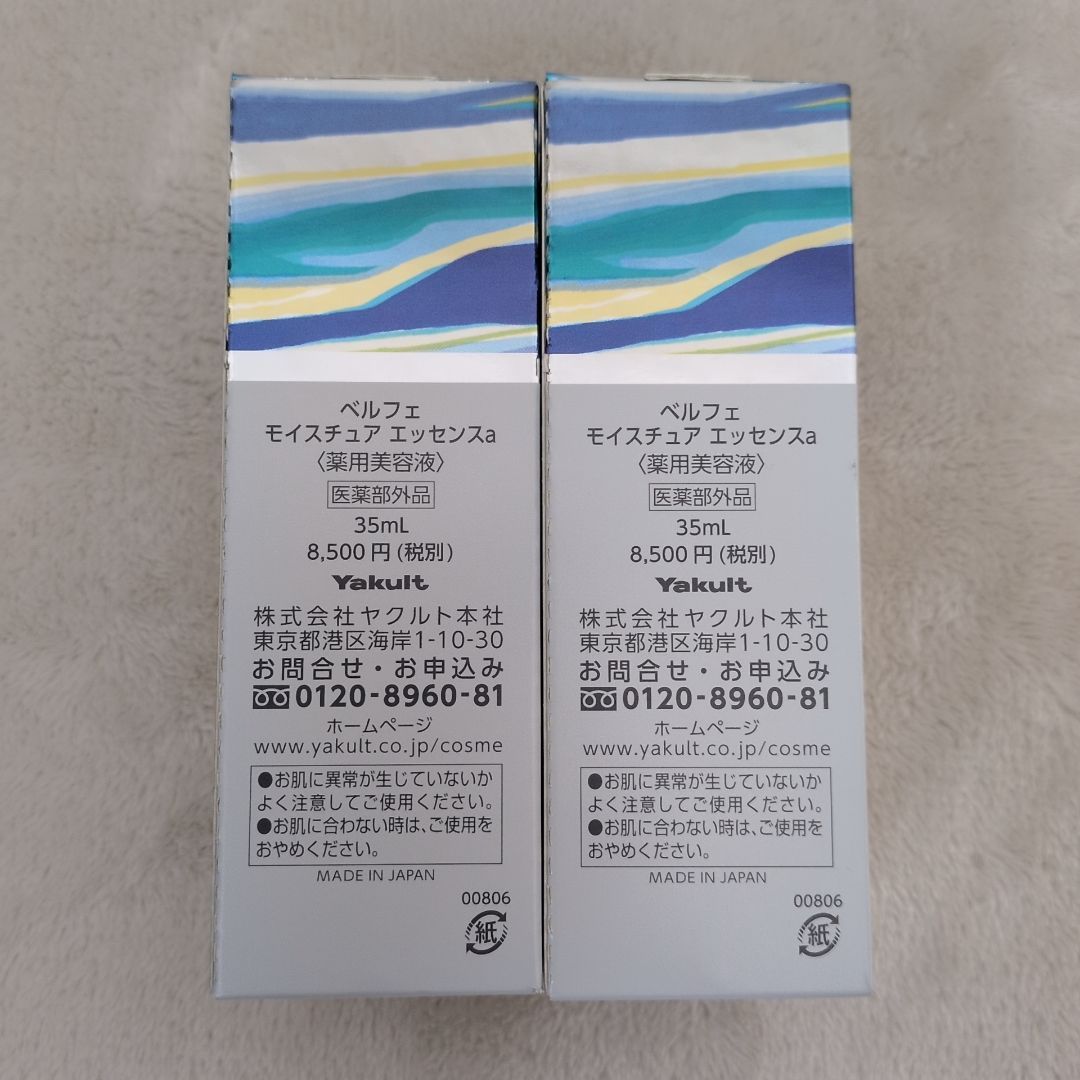 ベルフェ
モイスチュア エッセンスa
〈薬用美容液〉
医薬部外品
35mL
8,500 円 (税別)
Yakult
株式会社ヤクルト本社
東京都港区海岸1-10-30
お問合せ・お申込み
0120-8960-81
ホームページ
www.yakult.co.jp/cosme
●お肌に異常が生じていないか
よく注意してご使用ください。
●お肌に合わない時は、ご使用を
おやめください。
MADE IN JAPAN
00806
紙
ベルフェ
モイスチュア エッセンスa
〈薬用美容液〉
医薬部外品
35mL
8,500 円 (税別)
Yakult
株式会社ヤクルト本社
東京都港区海岸1-10-30
お問合せ・お申込み
0120-8960-81
ホームページ
www.yakult.co.jp/cosme
●お肌に異常が生じていないか
よく注意してご使用ください。
●お肌に合わない時は、ご使用を
おやめください。
MADE IN JAPAN
00806
紙